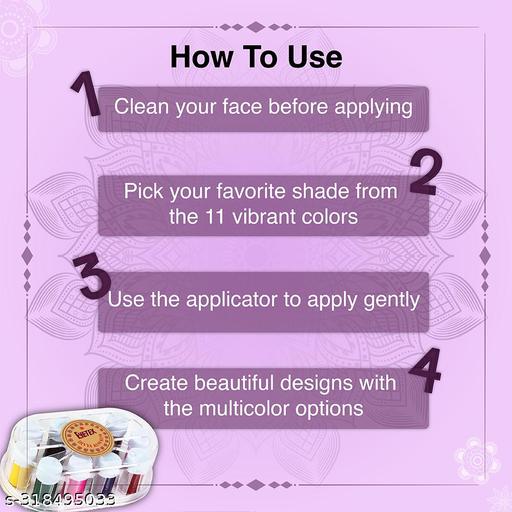 How To Use
1
Clean your face before applying
2
Pick your favorite shade from
the 11 vibrant colors
3
Use the applicator to apply gently
4
Create beautiful designs with
the multicolor options
EYETEX
s-318495033